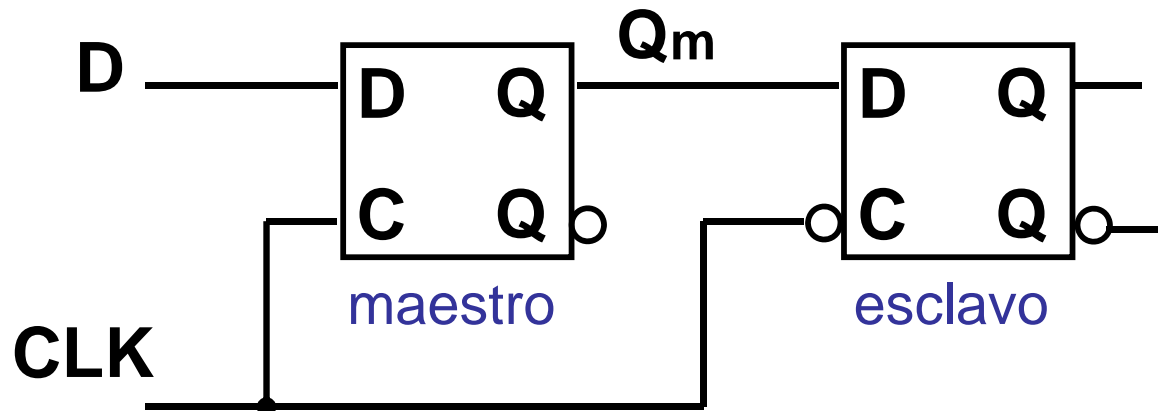 D
Qm
D Q
C Q
maestro
D Q
C Q
esclavo
CLK